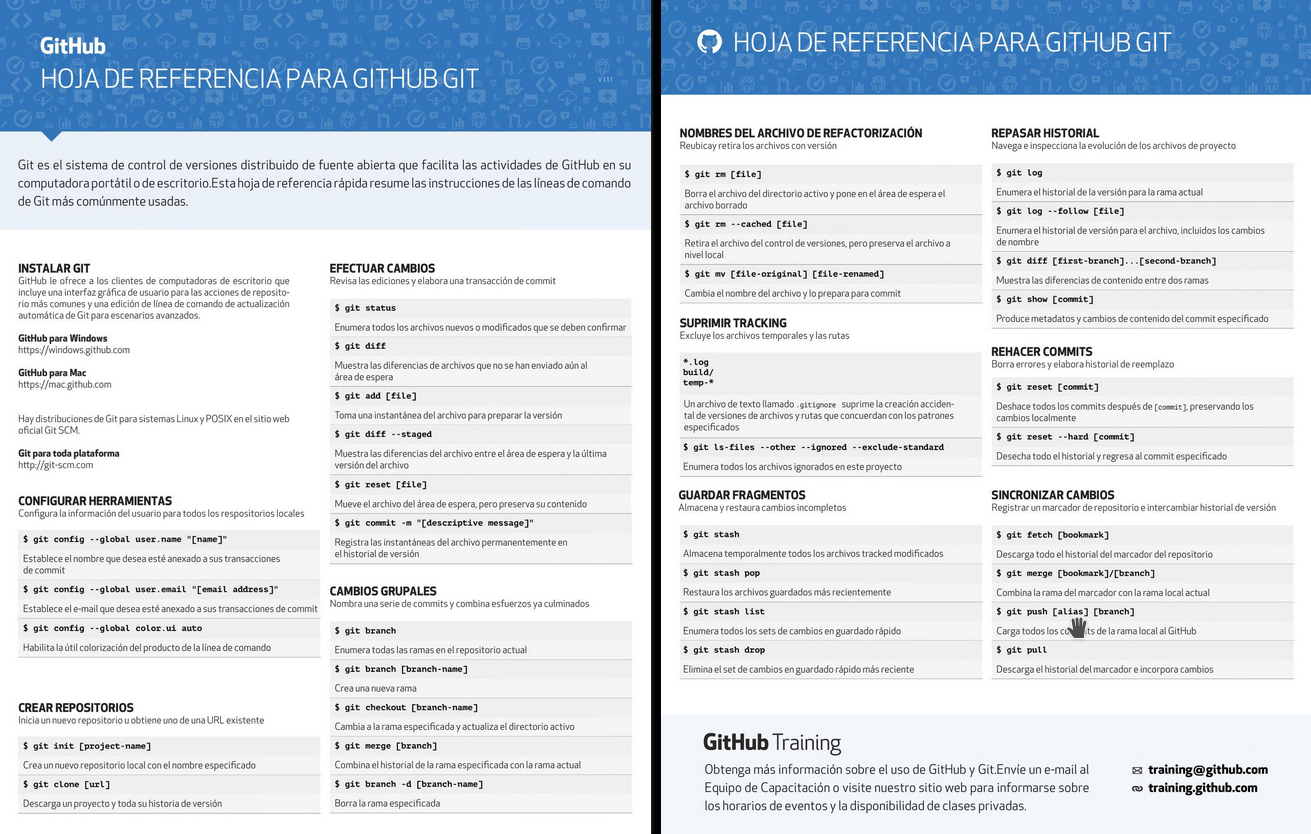 GitHub
HOJA DE REFERENCIA PARA GITHUB GIT
V 1.1.1
Git es el sistema de control de versiones distribuido de fuente abierta que facilita las actividades de GitHub en su
computadora portátil o de escritorio.Esta hoja de referencia rápida resume las instrucciones de las líneas de comando
de Git más comúnmente usadas.
INSTALAR GIT
GitHub le ofrece a los clientes de computadoras de escritorio que
incluye una interfaz gráfica de usuario para las acciones de reposito-
rio más comunes y una edición de línea de comando de actualización
automática de Git para escenarios avanzados.
GitHub para Windows
https://windows.github.com
GitHub para Mac
https://mac.github.com
Hay distribuciones de Git para sistemas Linux y POSIX en el sitio web
oficial Git SCM.
Git para toda plataforma
http://git-scm.com
CONFIGURAR HERRAMIENTAS
Configura la información del usuario para todos los respositorios locales
$ git config --global user.name "[name]"
Establece el nombre que desea esté anexado a sus transacciones
de commit
$ git config --global user.email "[email address]"
Establece el e-mail que desea esté anexado a sus transacciones de commit
$ git config --global color.ui auto
Habilita la útil colorización del producto de la línea de comando
CREAR REPOSITORIOS
Inicia un nuevo repositorio u obtiene uno de una URL existente
$ git init [project-name]
Crea un nuevo repositorio local con el nombre especificado
$ git clone [url]
Descarga un proyecto y toda su historia de versión
EFECTUAR CAMBIOS
Revisa las ediciones y elabora una transacción de commit
$ git status
Enumera todos los archivos nuevos o modificados que se deben confirmar
$ git diff
Muestra las diferencias de archivos que no se han enviado aún al
área de espera
$ git add [file]
Toma una instantánea del archivo para preparar la versión
$ git diff --staged
Muestra las diferencias del archivo entre el área de espera y la última
versión del archivo
$ git reset [file]
Mueve el archivo del área de espera, pero preserva su contenido
$ git commit -m "[descriptive message]"
Registra las instantáneas del archivo permanentemente en
el historial de versión
CAMBIOS GRUPALES
Nombra una serie de commits y combina esfuerzos ya culminados
$ git branch
Enumera todas las ramas en el repositorio actual
$ git branch [branch-name]
Crea una nueva rama
$ git checkout [branch-name]
Cambia a la rama especificada y actualiza el directorio activo
$ git merge [branch]
Combina el historial de la rama especificada con la rama actual
$ git branch -d [branch-name]
Borra la rama especificada
HOJA DE REFERENCIA PARA GITHUB GIT
NOMBRES DEL ARCHIVO DE REFACTORIZACIÓN
Reubicay retira los archivos con versión
$ git rm [file]
Borra el archivo del directorio activo y pone en el área de espera el
archivo borrado
$ git rm --cached [file]
Retira el archivo del control de versiones, pero preserva el archivo a
nivel local
$ git mv [file-original] [file-renamed]
Cambia el nombre del archivo y lo prepara para commit
SUPRIMIR TRACKING
Excluye los archivos temporales y las rutas
*.log
build/
temp-*
Un archivo de texto llamado .gitignore suprime la creación acciden-
tal de versiones de archivos y rutas que concuerdan con los patrones
especificados
$ git ls-files --other --ignored --exclude-standard
Enumera todos los archivos ignorados en este proyecto
GUARDAR FRAGMENTOS
Almacena y restaura cambios incompletos
$ git stash
Almacena temporalmente todos los archivos tracked modificados
$ git stash pop
Restaura los archivos guardados más recientemente
$ git stash list
Enumera todos los sets de cambios en guardado rápido
$ git stash drop
Elimina el set de cambios en guardado rápido más reciente
REPASAR HISTORIAL
Navega e inspecciona la evolución de los archivos de proyecto
$ git log
Enumera el historial de la versión para la rama actual
$ git log --follow [file]
Enumera el historial de versión para el archivo, incluidos los cambios
de nombre
$ git diff [first-branch]...[second-branch]
Muestra las diferencias de contenido entre dos ramas
$ git show [commit]
Produce metadatos y cambios de contenido del commit especificado
REHACER COMMITS
Borra errores y elabora historial de reemplazo
$ git reset [commit]
Deshace todos los commits después de [commit], preservando los
cambios localmente
$ git reset --hard [commit]
Desecha todo el historial y regresa al commit especificado
SINCRONIZAR CAMBIOS
Registrar un marcador de repositorio e intercambiar historial de versión
$ git fetch [bookmark]
Descarga todo el historial del marcador del repositorio
$ git merge [bookmark]/[branch]
Combina la rama del marcador con la rama local actual
$ git push [alias] [branch]
Carga todos los commits de la rama local al GitHub
$ git pull
Descarga el historial del marcador e incorpora cambios
GitHub Training
Obtenga más información sobre el uso de GitHub y Git.Envíe un e-mail al
Equipo de Capacitación o visite nuestro sitio web para informarse sobre
los horarios de eventos y la disponibilidad de clases privadas.
training@github.com
training.github.com